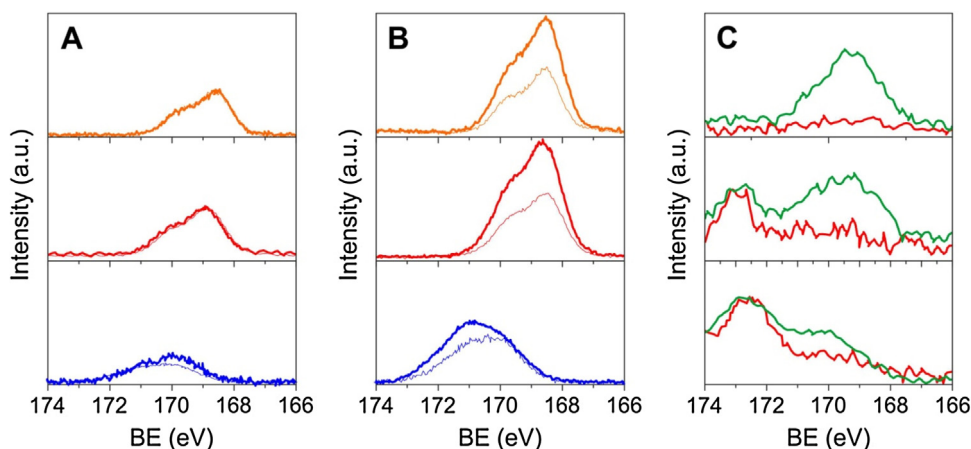 A
B
C
Intensity (a.u.)
Intensity (a.u.)
Intensity (a.u.)
174 172 170 168 166
174 172 170 168 166
174 172 170 168 166
BE (eV)
BE (eV)
BE (eV)